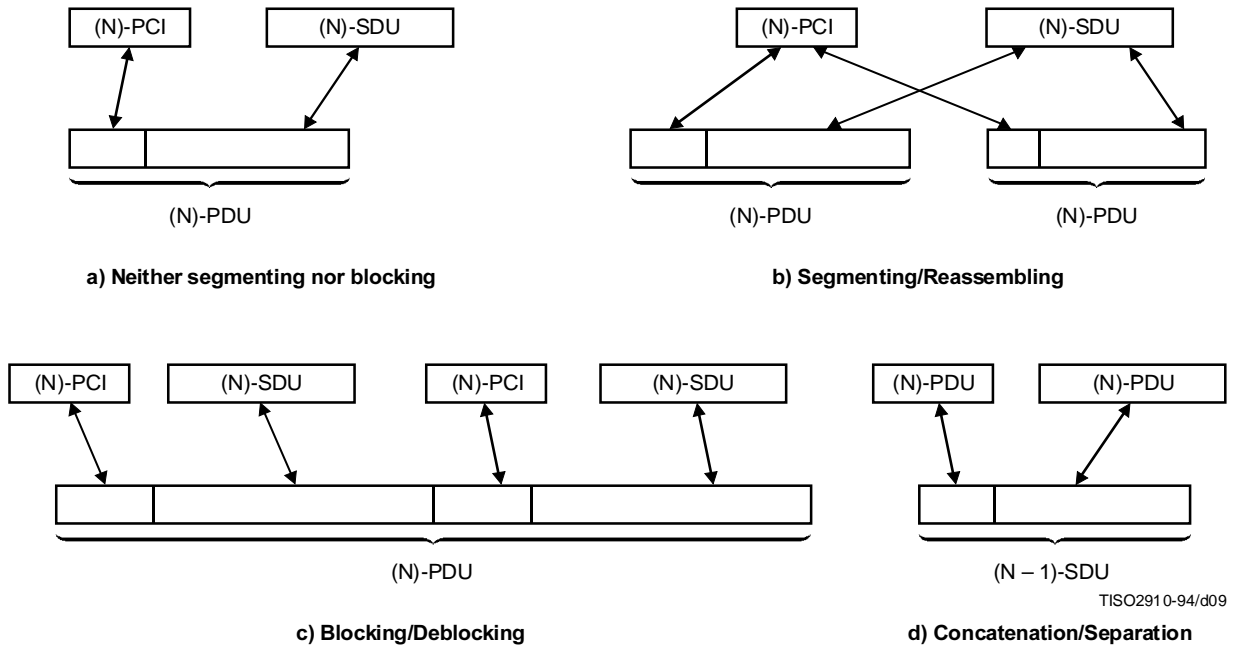 (N)-PCI
(N)-SDU
(N)-PDU
a) Neither segmenting nor blocking
(N)-PCI
(N)-SDU
(N)-PDU
(N)-PDU
b) Segmenting/Reassembling
(N)-PCI
(N)-SDU
(N)-PCI
(N)-SDU
(N)-PDU
c) Blocking/Deblocking
(N)-PDU
(N)-PDU
(N – 1)-SDU
TISO2910-94/d09
d) Concatenation/Separation